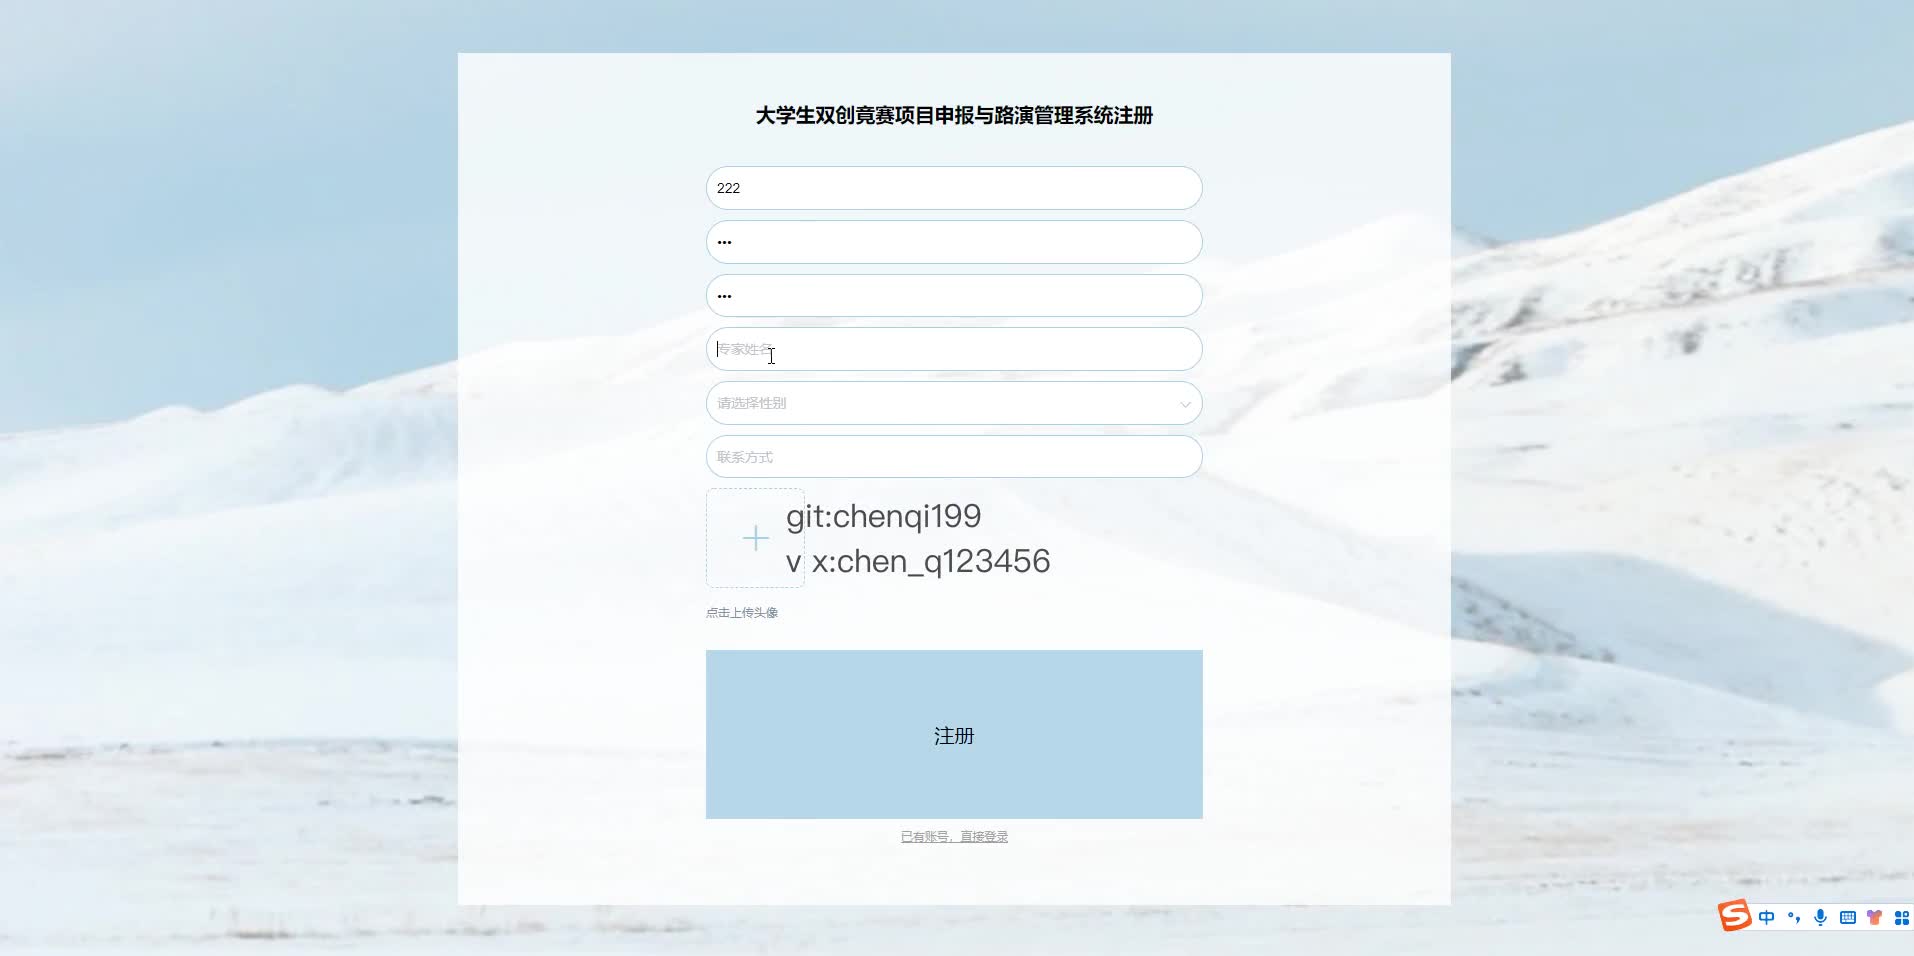 大学生双创竟赛项目申报与路演管理系统注册
222
•••
•••
专家姓名
请选择性别
联系方式
git:chenqi199
v x:chen_q123456
点击上传头像
注册
已有账号，直接登录
中